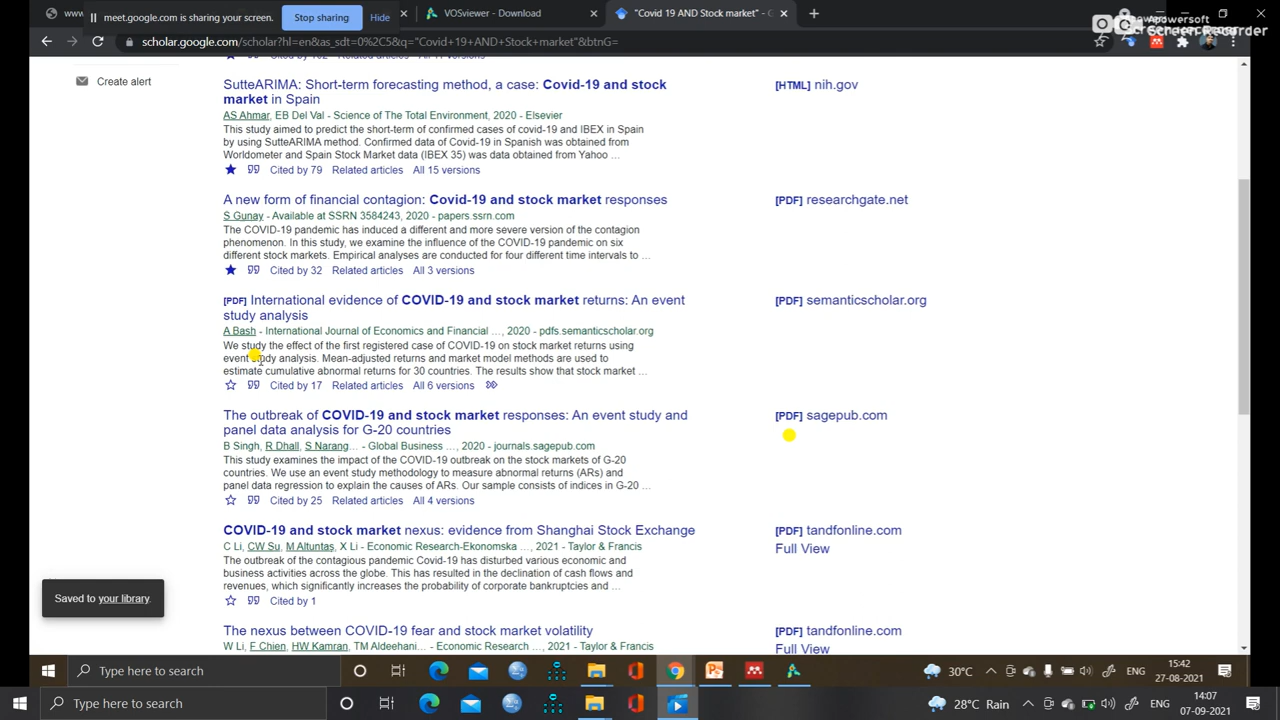 www
meet.google.com is sharing your screen.
Stop sharing
Hide
VOSviewer - Download
"Covid 19 AND Stock market" - G
scholar.google.com/scholar?hl=en&as_sdt=0%2C5&q="Covid+19+AND+Stock+market"&btnG=
Apowersoft
Screen Recorder
Create alert
SutteARIMA: Short-term forecasting method, a case: Covid-19 and stock
market in Spain
[HTML] nih.gov
AS Ahmar, EB Del Val - Science of The Total Environment, 2020 - Elsevier
This study aimed to predict the short-term of confirmed cases of covid-19 and IBEX in Spain
by using SutteARIMA method. Confirmed data of Covid-19 in Spanish was obtained from
Worldometer and Spain Stock Market data (IBEX 35) was data obtained from Yahoo ...
Cited by 79 Related articles All 15 versions
A new form of financial contagion: Covid-19 and stock market responses
[PDF] researchgate.net
S Gunay - Available at SSRN 3584243, 2020 - papers.ssrn.com
The COVID-19 pandemic has induced a different and more severe version of the contagion
phenomenon. In this study, we examine the influence of the COVID-19 pandemic on six
different stock markets. Empirical analyses are conducted for four different time intervals to ...
Cited by 32 Related articles All 3 versions
[PDF] International evidence of COVID-19 and stock market returns: An event
study analysis
[PDF] semanticscholar.org
A Bash - International Journal of Economics and Financial ..., 2020 - pdfs.semanticscholar.org
We study the effect of the first registered case of COVID-19 on stock market returns using
event study analysis. Mean-adjusted returns and market model methods are used to
estimate cumulative abnormal returns for 30 countries. The results show that stock market ...
Cited by 17 Related articles All 6 versions
The outbreak of COVID-19 and stock market responses: An event study and
panel data analysis for G-20 countries
[PDF] sagepub.com
B Singh, R Dhall, S Narang... - Global Business ..., 2020 - journals.sagepub.com
This study examines the impact of the COVID-19 outbreak on the stock markets of G-20
countries. We use an event study methodology to measure abnormal returns (ARs) and
panel data regression to explain the causes of ARs. Our sample consists of indices in G-20 ...
Cited by 25 Related articles All 4 versions
COVID-19 and stock market nexus: evidence from Shanghai Stock Exchange
[PDF] tandfonline.com
Full View
C Li, CW Su, M Altuntaş, X Li - Economic Research-Ekonomska ..., 2021 - Taylor & Francis
The outbreak of the contagious pandemic Covid-19 has disturbed various economic and
business activities across the globe. This has resulted in the declination of cash flows and
revenues, which significantly increases the probability of corporate bankruptcies and ...
Cited by 1
Saved to your library.
The nexus between COVID-19 fear and stock market volatility
[PDF] tandfonline.com
Full View
W Li, F Chien, HW Kamran, TM Aldeehani... - Economic Research ..., 2021 - Taylor & Francis
Type here to search
30°C
ENG
15:42
27-08-2021
Type here to search
28°C Rain
ENG
14:07
07-09-2021